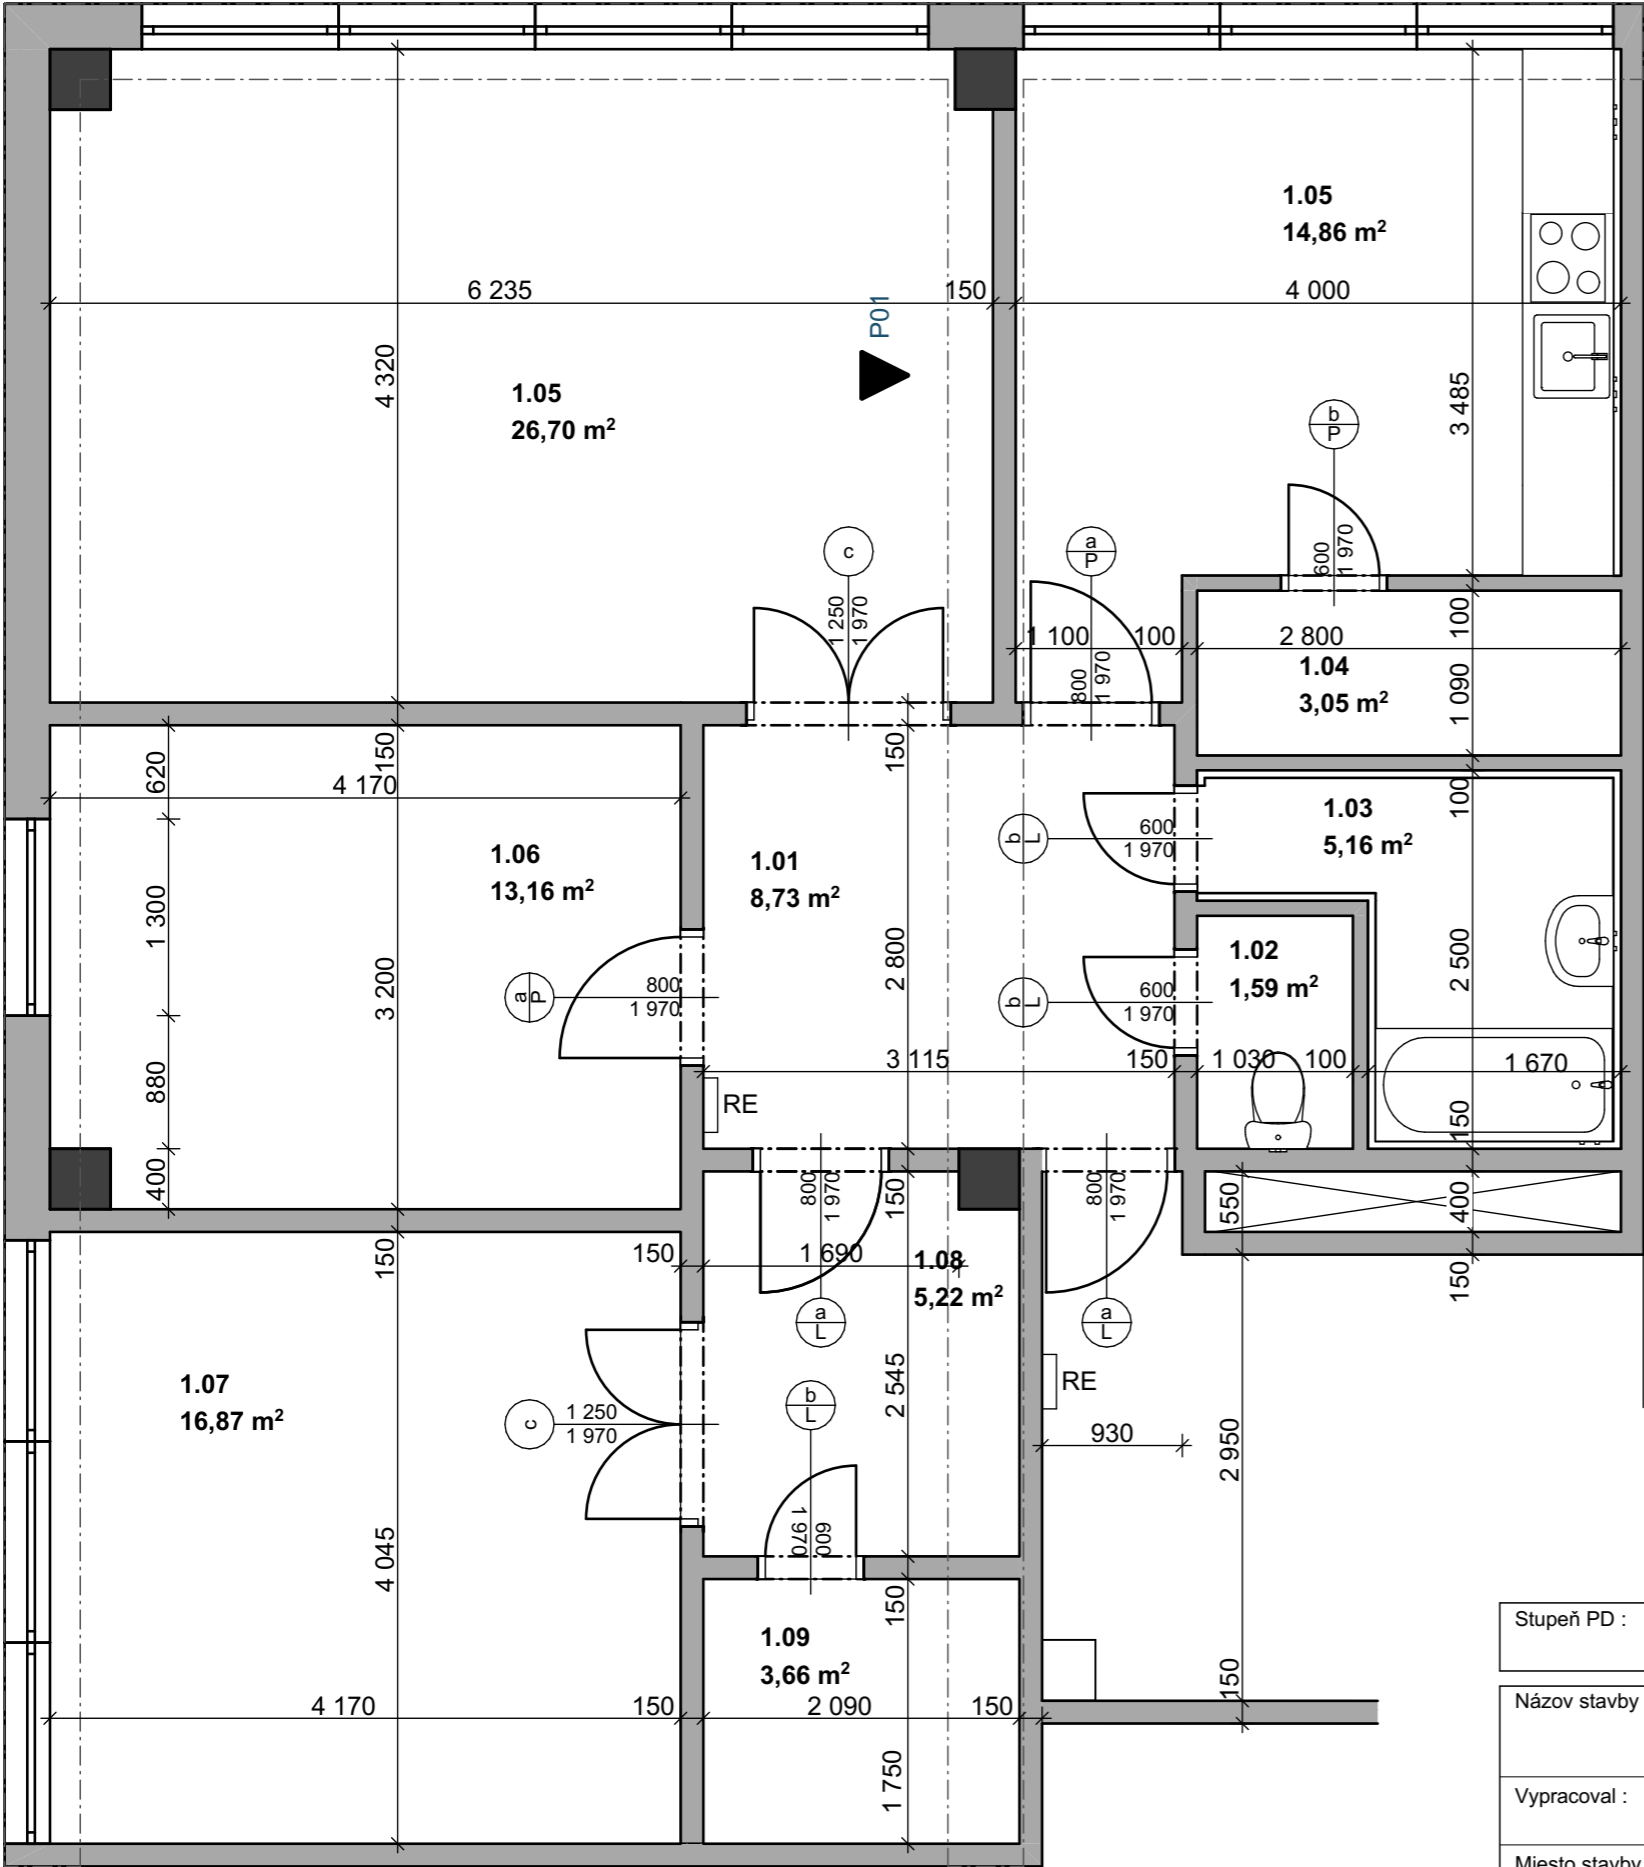 1.05
14,86 m²
6 235
150
4 000
P01
4 320
1.05
26,70 m²
3 485
b
P
600
1 970
c
1 250
1 970
a
P
800
1 970
1 100
100
2 800
1.04
3,05 m²
100
1 090
620
150
4 170
150
100
1.03
5,16 m²
1.06
13,16 m²
1.01
8,73 m²
b
L
600
1 970
1 300
3 200
2 800
2 500
1.02
1,59 m²
a
P
800
1 970
b
L
600
1 970
880
3 115
150
1 030
100
1 670
RE
150
400
800
1 970
150
800
1 970
550
400
150
150
1 690
1.08
5,22 m²
150
a
L
a
L
1.07
16,87 m²
c
1 250
1 970
b
L
2 545
RE
930
2 950
600
1 970
4 045
150
1.09
3,66 m²
150
4 170
150
2 090
150
1 750
Stupeň PD :
Názov stavby
Vypracoval :
Miesto stavby